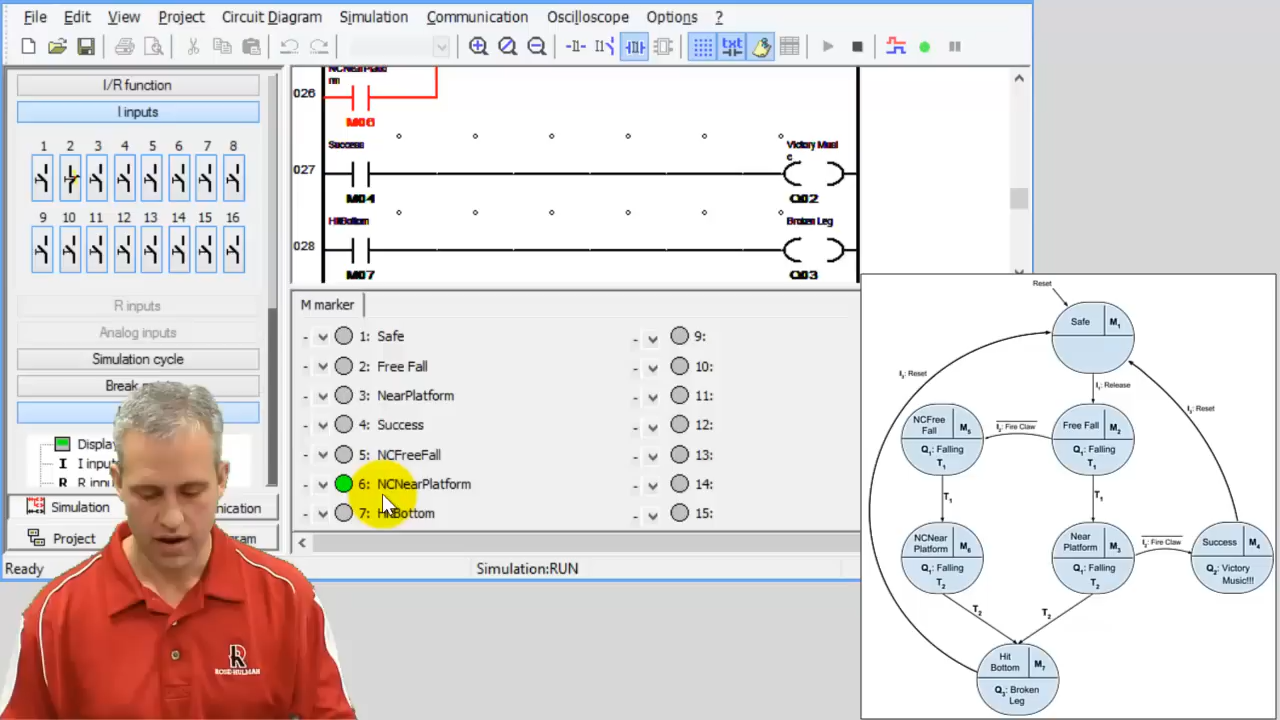 File Edit View Project Circuit Diagram Simulation Communication Oscilloscope Options ?
txt
I/R function
I inputs
1 2 3 4 5 6 7 8
9 10 11 12 13 14 15 16
R inputs
Analog inputs
Simulation cycle
Display
I
R
Simulation
Project
Ready
Simulation:RUN
026
M06
Success
Victory Musi
c
027
M04
Q02
HitBottom
Broken Leg
028
M07
Q03
M marker
1: Safe
2: Free Fall
3: NearPlatform
4: Success
5: NCFreeFall
6: NCNearPlatform
7: HitBottom
9:
10:
11:
12:
13:
14:
15:
Reset
Safe M1
I1: Release
I3: Reset
I3: Reset
NCFree
Fall M5
Q1: Falling
T1
I2: Fire Claw
Free Fall M2
Q1: Falling
T1
T1
T1
NCNear
Platform M6
Q1: Falling
T2
Near
Platform M3
Q1: Falling
T2
I2: Fire Claw
Success M4
Q2: Victory
Music!!!
T2
T2
Hit
Bottom M7
Q3: Broken
Leg
ROSE-HULMAN